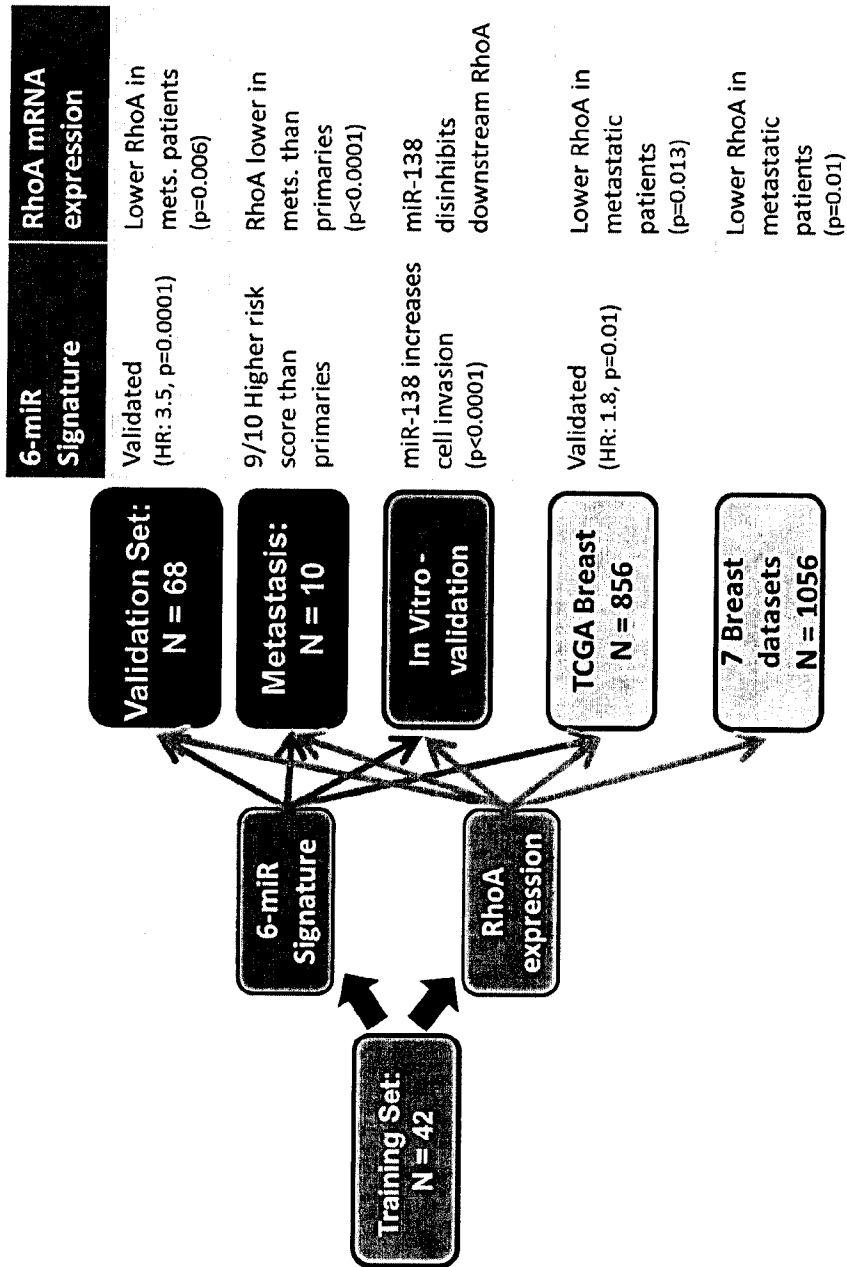 Training Set:
N = 42
6-miR
Signature
RhoA
expression
Validation Set:
N = 68
Metastasis:
N = 10
In Vitro -
validation
TCGA Breast
N = 856
7 Breast
datasets
N = 1056
6-miR
Signature
RhoA mRNA
expression
Validated
(HR: 3.5, p=0.0001)
Lower RhoA in
mets. patients
(p=0.006)
9/10 Higher risk
score than
primaries
RhoA lower in
mets. than
primaries
(p<0.0001)
miR-138 increases
cell invasion
(p<0.0001)
miR-138
disinhibits
downstream RhoA
Validated
(HR: 1.8, p=0.01)
Lower RhoA in
metastatic
patients
(p=0.013)
Lower RhoA in
metastatic
patients
(p=0.01)